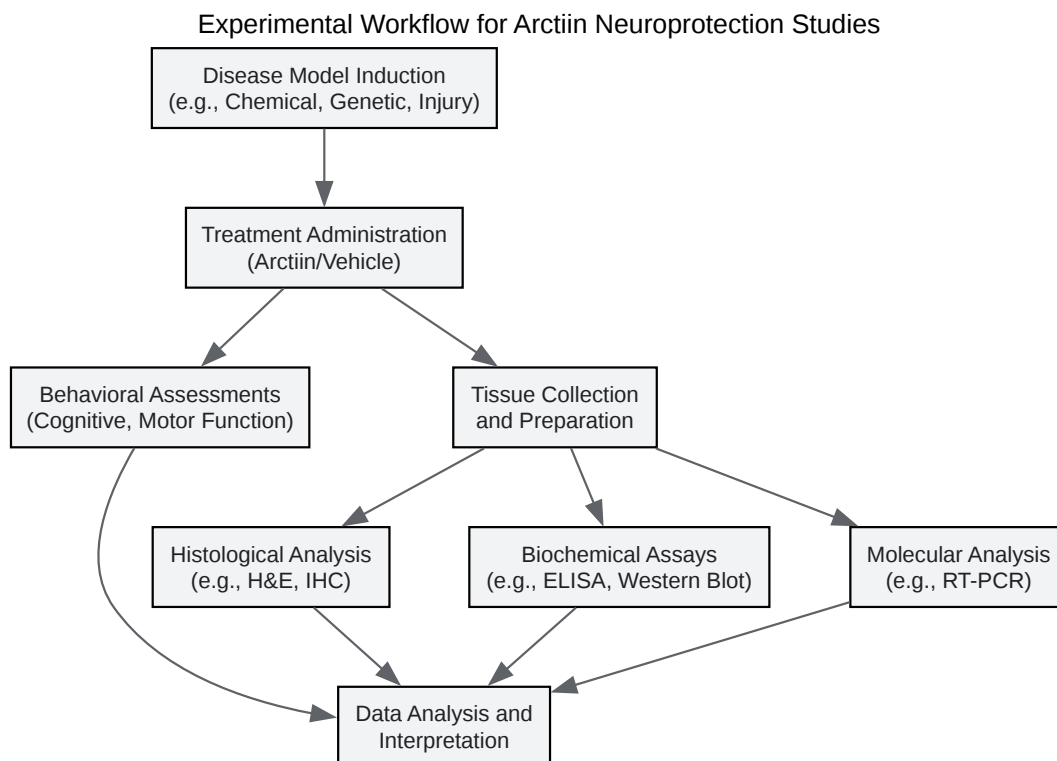 Experimental Workflow for Arctiin Neuroprotection Studies
Disease Model Induction
(e.g., Chemical, Genetic, Injury)
Treatment Administration
(Arctiin/Vehicle)
Behavioral Assessments
(Cognitive, Motor Function)
Tissue Collection
and Preparation
Histological Analysis
(e.g., H&E, IHC)
Biochemical Assays
(e.g., ELISA, Western Blot)
Molecular Analysis
(e.g., RT-PCR)
Data Analysis and
Interpretation